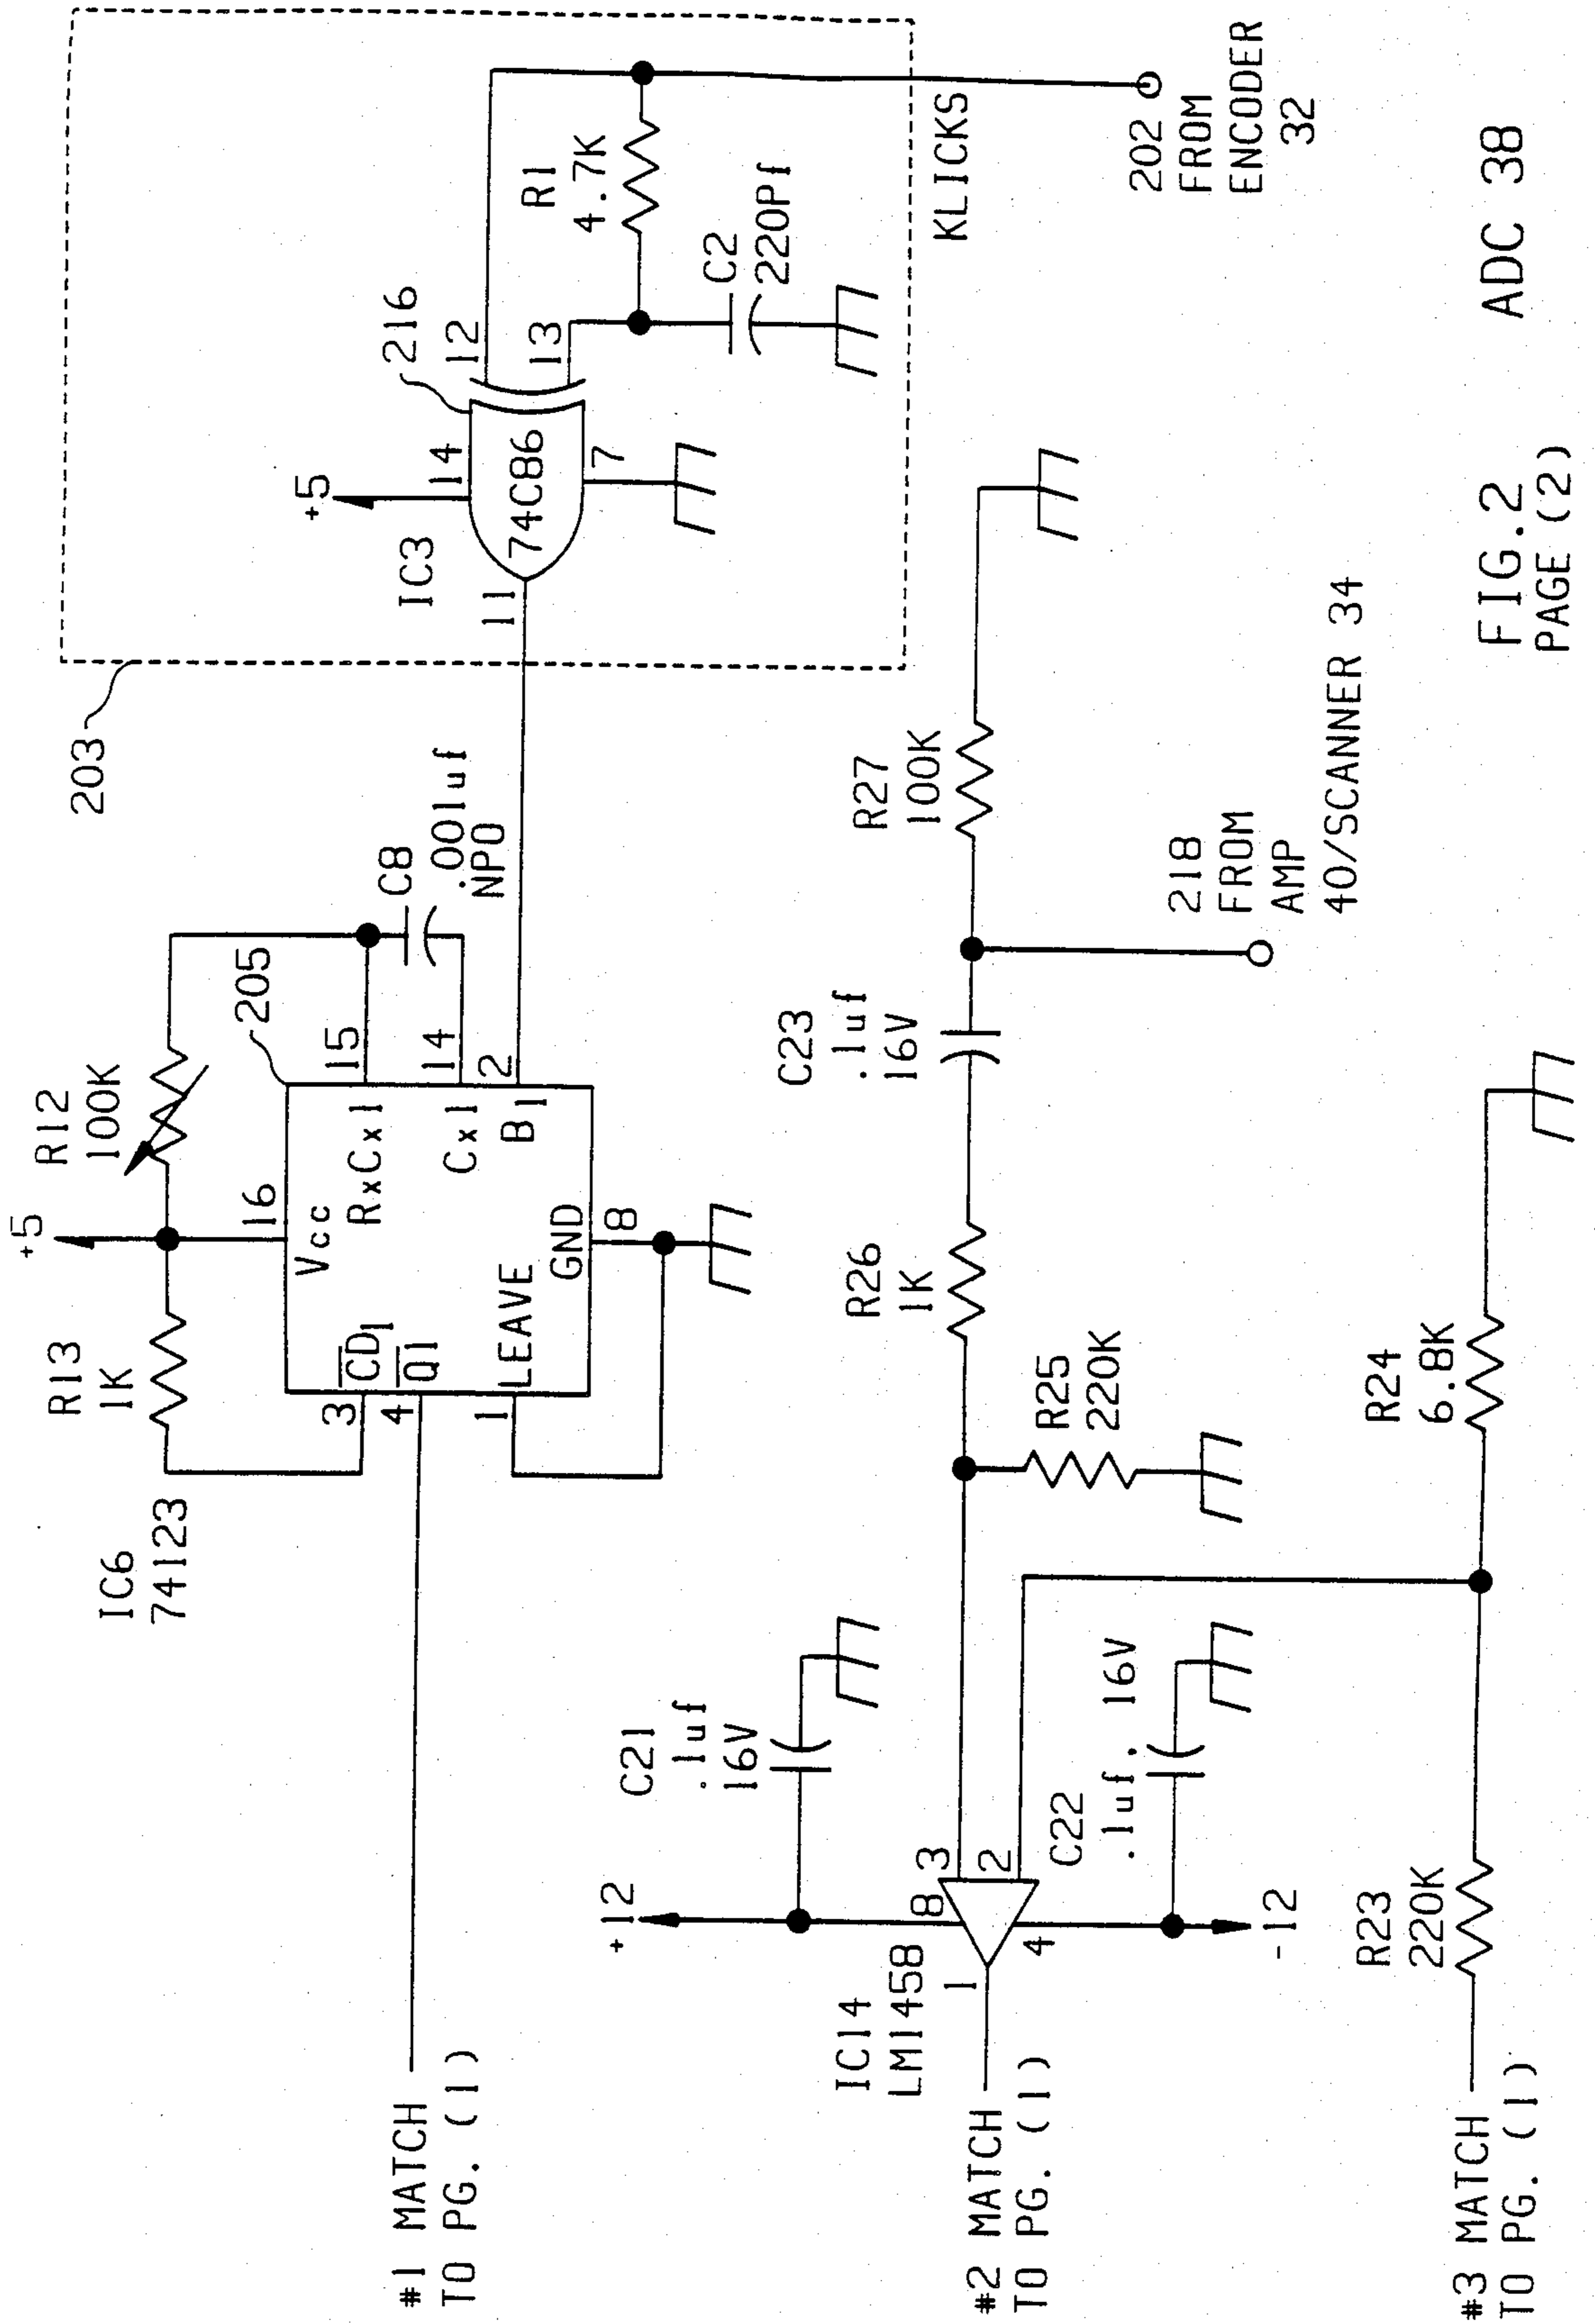 203
+5
IC3
14
74C86
11
7
216
12
13
R1
4.7K
C2
220Pf
KLICKS
202
FROM
ENCODER
32
IC6
74123
R13
1K
+5
R12
100K
16
Vcc
205
3
CD1
4
Q1
1
LEAVE
GND
8
RxCx1
15
Cx1
14
B1
2
C8
.001uf
NPO
#1 MATCH
TO PG. (1)
C21
.1uf
16V
+12
IC14
LM1458
8
3
2
1
4
-12
C22
.1uf. 16V
#2 MATCH
TO PG. (1)
R25
220K
R26
1K
C23
.1uf
16V
R27
100K
218
FROM
AMP
40/SCANNER 34
R23
220K
R24
6.8K
#3 MATCH
TO PG. (1)
FIG.2
PAGE (2)
ADC 38